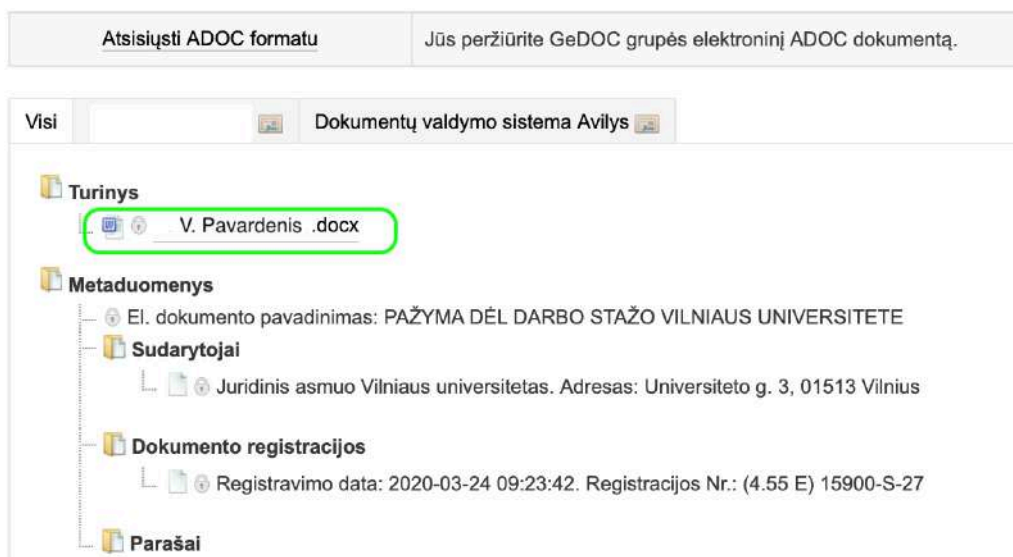 Atsisiųsti ADOC formatu Jūs peržiūrite GeDOC grupės elektroninį ADOC dokumentą.
Visi Dokumentų valdymo sistema Avilys
Turinys
V. Pavardenis .docx
Metaduomenys
El. dokumento pavadinimas: PAŽYMA DĖL DARBO STAŽO VILNIAUS UNIVERSITETE
Sudarytojai
Juridinis asmuo Vilniaus universitetas. Adresas: Universiteto g. 3, 01513 Vilnius
Dokumento registracijos
Registravimo data: 2020-03-24 09:23:42. Registracijos Nr.: (4.55 E) 15900-S-27
Parašai